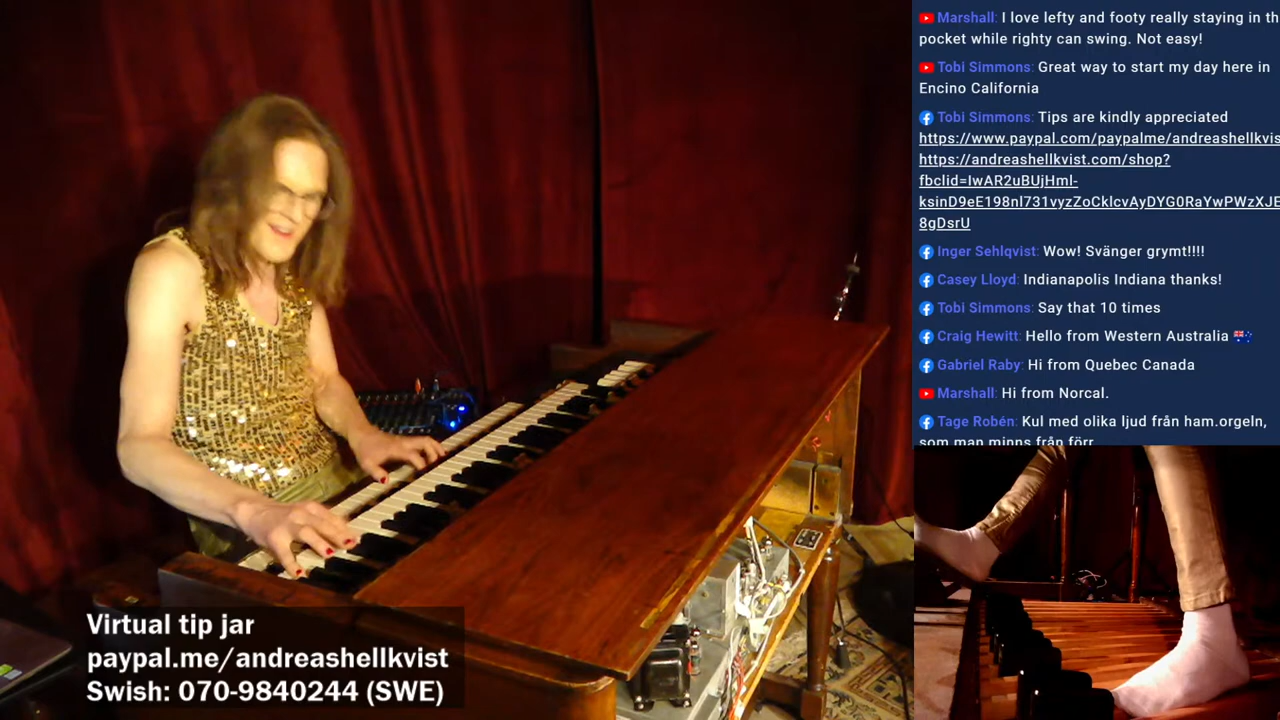 Marshall: I love lefty and footy really staying in th
pocket while righty can swing. Not easy!
Tobi Simmons: Great way to start my day here in
Encino California
Tobi Simmons: Tips are kindly appreciated
https://www.paypal.com/paypalme/andreashellkvis
https://andreashellkvist.com/shop?
fbclid=IwAR2uBUjHml-
ksinD9eE198nl731vyzZoCklcvAyDYG0RaYwPWzXJE
8gDsrU
Inger Sehlqvist: Wow! Svänger grymt!!!!
Casey Lloyd: Indianapolis Indiana thanks!
Tobi Simmons: Say that 10 times
Craig Hewitt: Hello from Western Australia 🇦🇺
Gabriel Raby: Hi from Quebec Canada
Marshall: Hi from Norcal.
Tage Robén: Kul med olika ljud från ham.orgeln,
som man minns från förr
Virtual tip jar
paypal.me/andreashellkvist
Swish: 070-9840244 (SWE)